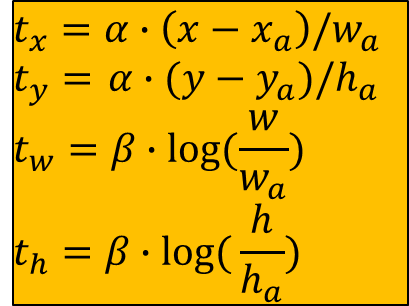 t_x = α · (x − x_a)/w_a
t_y = α · (y − y_a)/h_a
t_w = β · log(w/w_a)
t_h = β · log(h/h_a)